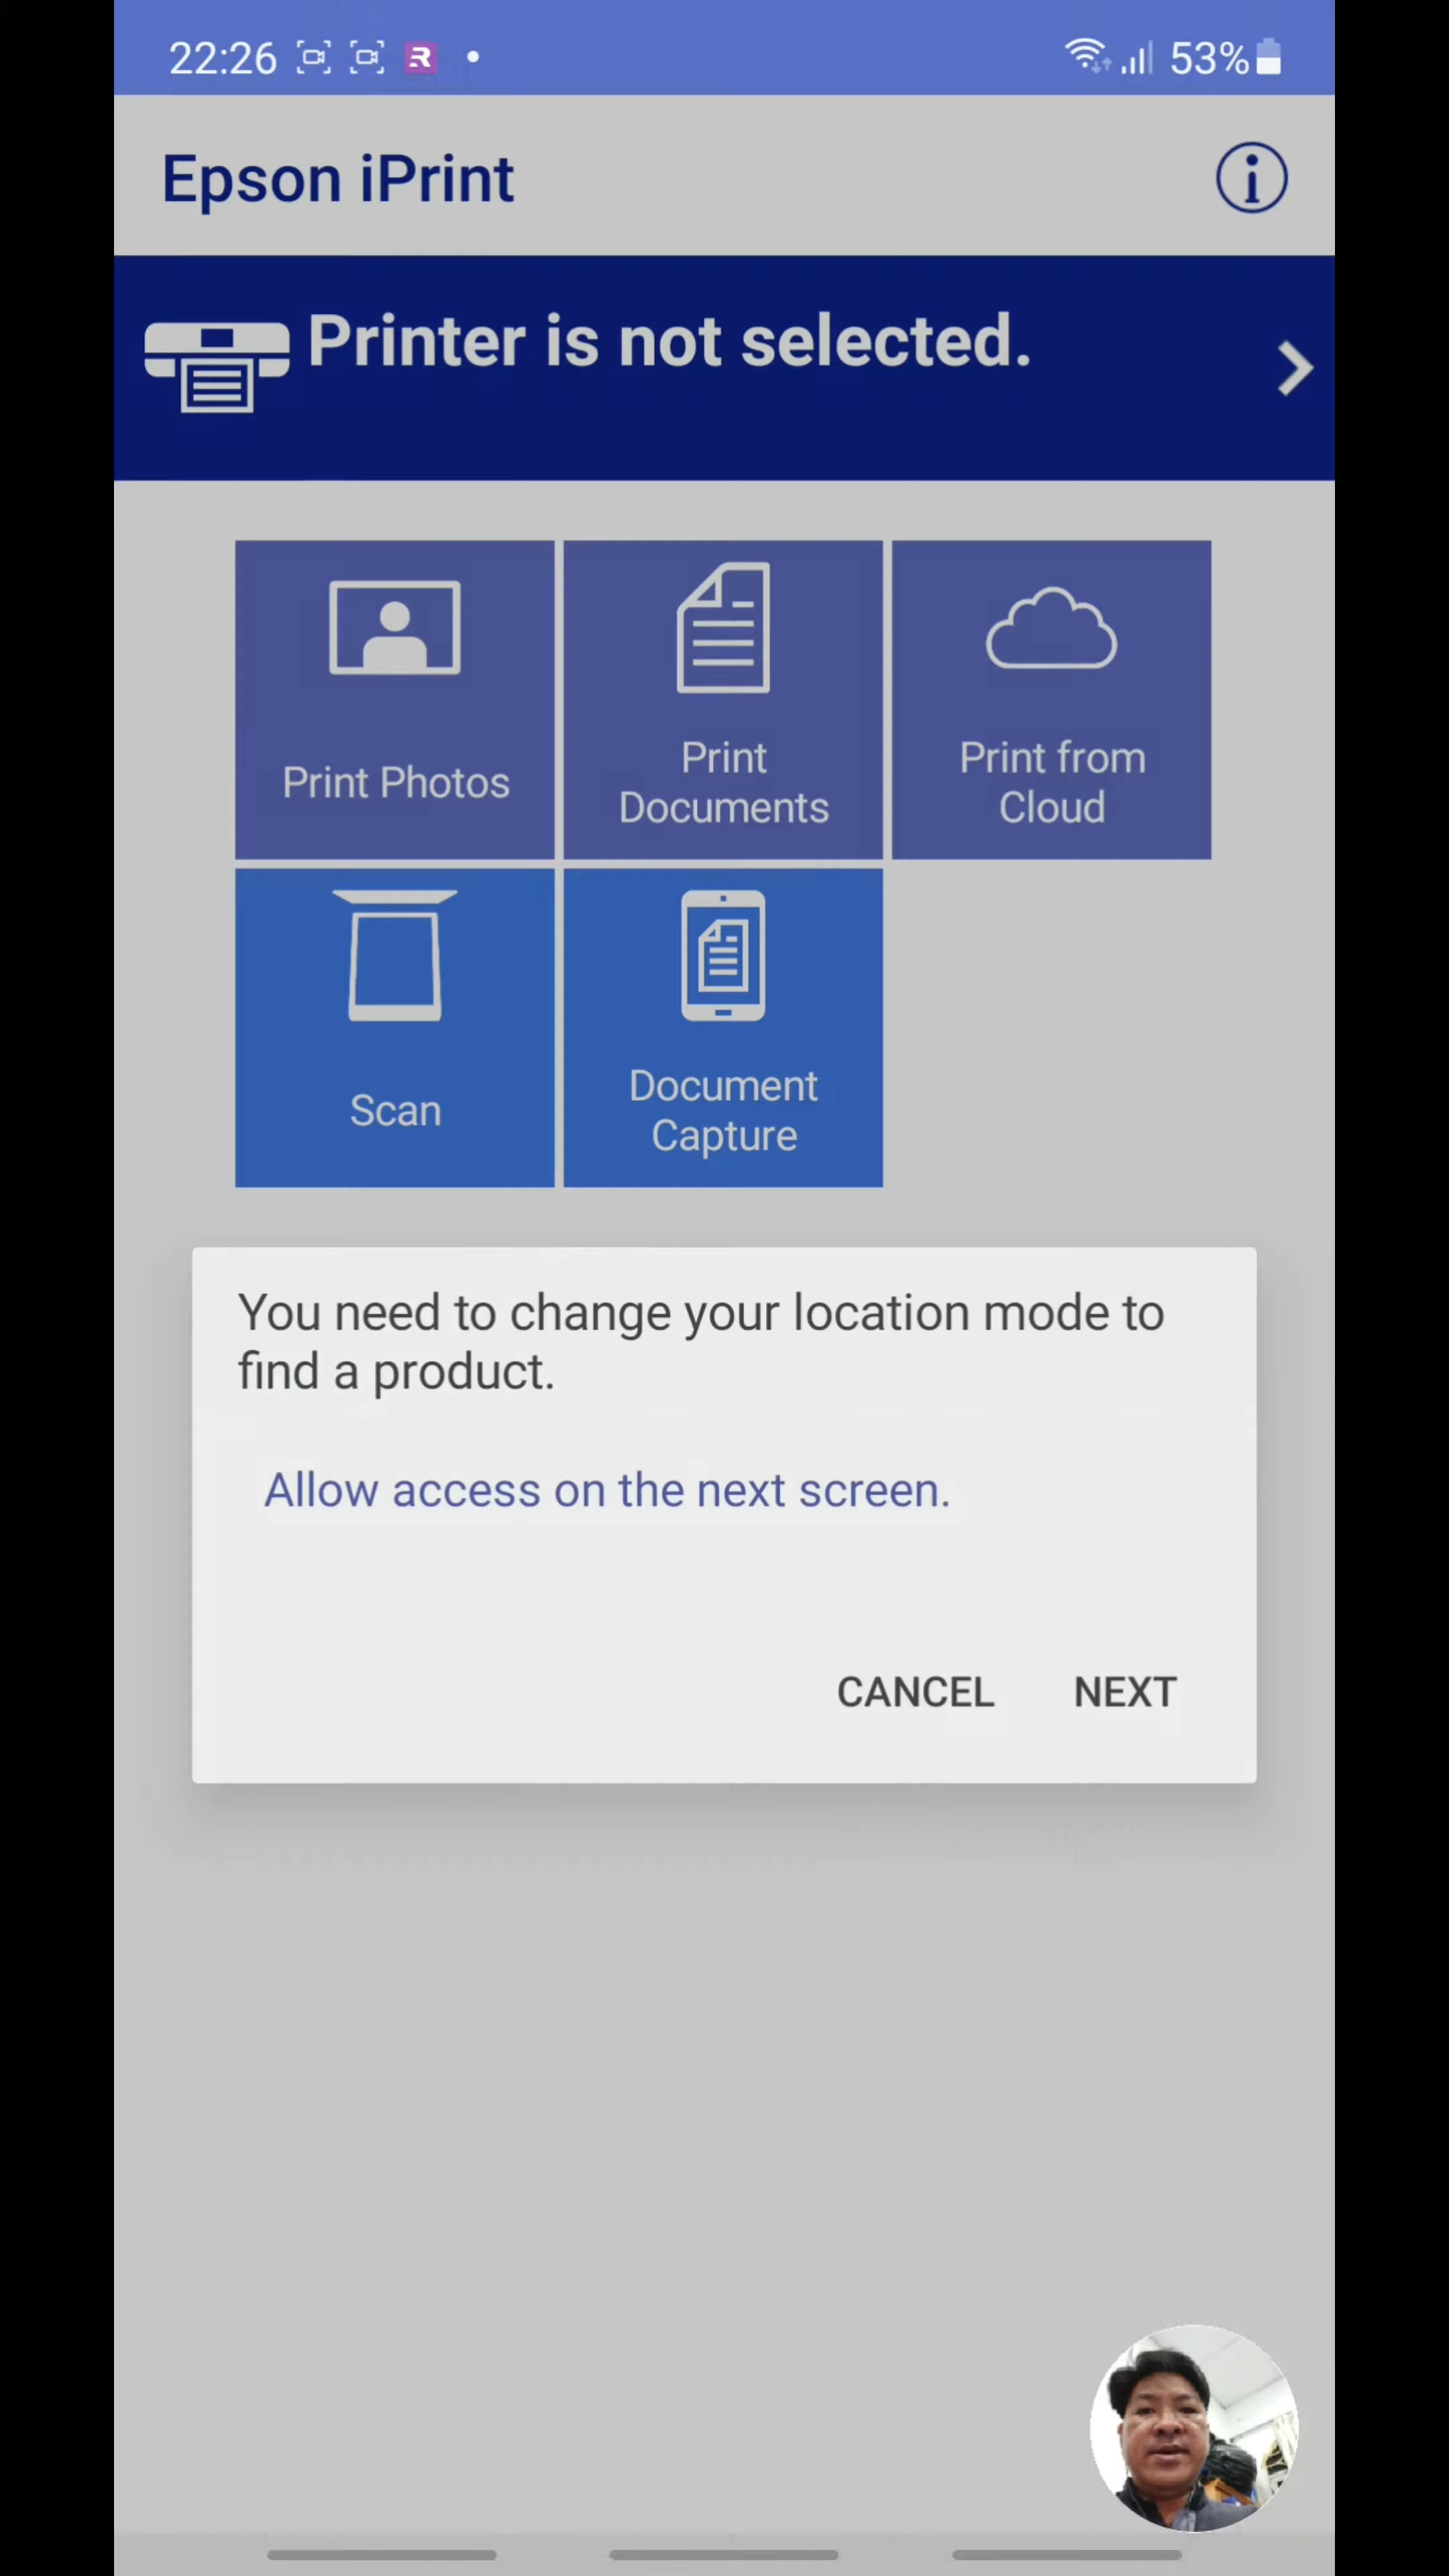 22:26 R 53%
Epson iPrint
Printer is not selected.
Print Photos
Print
Documents
Print from
Cloud
Scan
Document
Capture
You need to change your location mode to
find a product.
Allow access on the next screen.
CANCEL NEXT